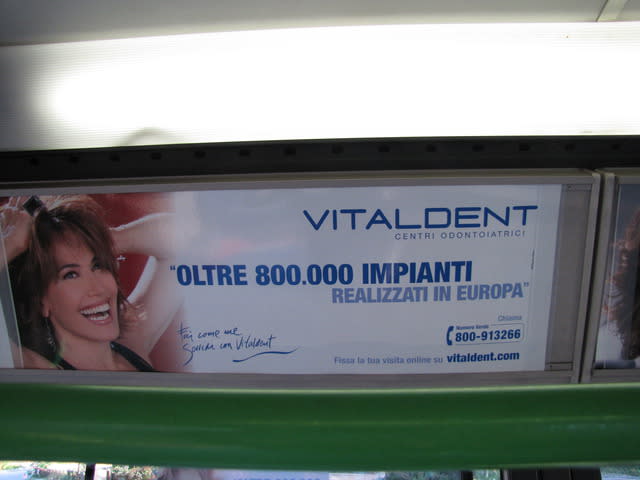 VITALDENT
CENTRI ODONTOIATRICI
"OLTRE 800.000 IMPIANTI
REALIZZATI IN EUROPA"
Fai come me
Sorridi con Vitaldent
Chiama
Numero Verde
800-913266
Fissa la tua visita online su vitaldent.com